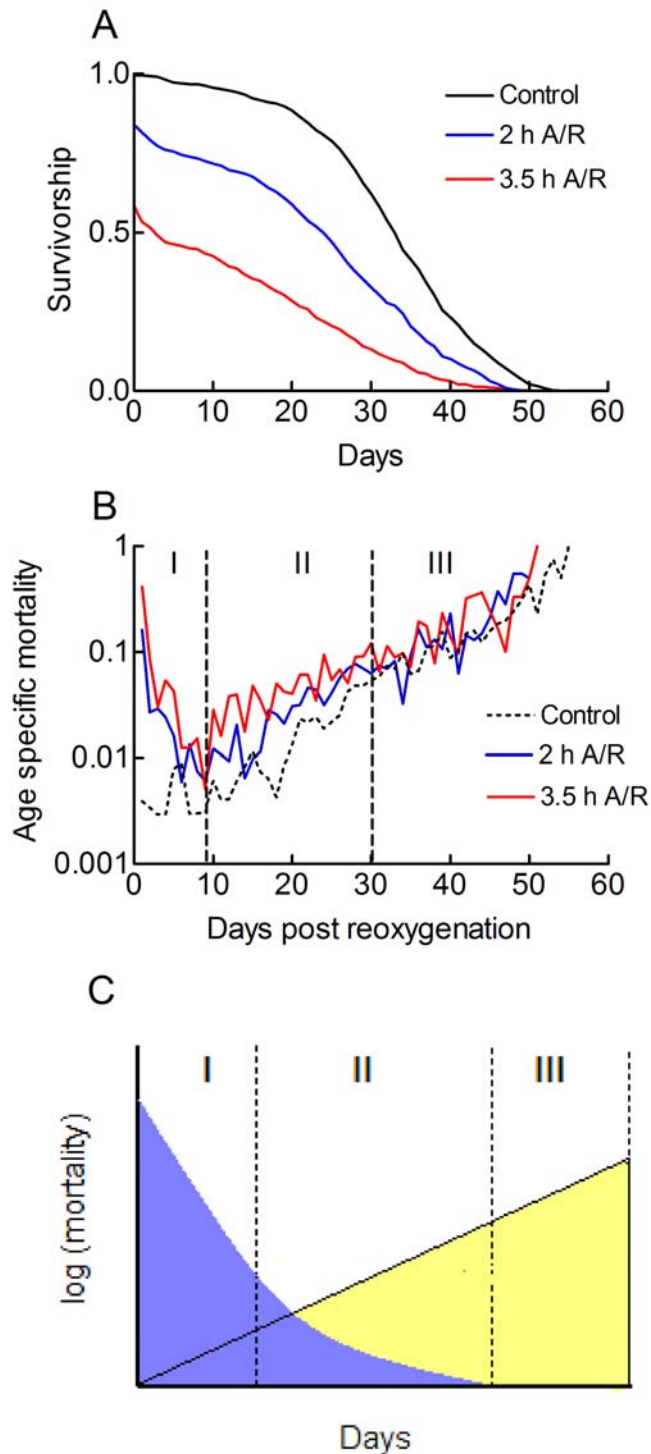 A
1.0
0.5
0.0
Survivorship
Control
2 h A/R
3.5 h A/R
0 10 20 30 40 50 60
Days
B
1
0.1
0.01
0.001
Age specific mortality
I II III
Control
2 h A/R
3.5 h A/R
0 10 20 30 40 50 60
Days post reoxygenation
C
I II III
log (mortality)
Days